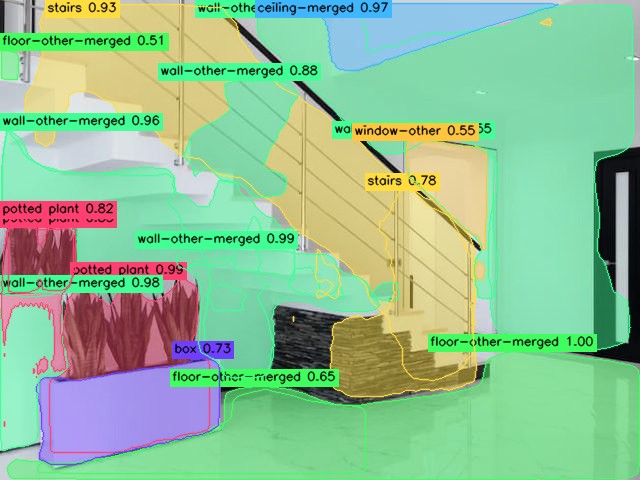 stairs 0.93
wall-othe
ceiling-merged 0.97
floor-other-merged 0.51
wall-other-merged 0.88
wall-other-merged 0.96
wa
window-other 0.55
55
stairs 0.78
potted plant 0.82
wall-other-merged 0.99
potted plant 0.99
wall-other-merged 0.98
floor-other-merged 1.00
box 0.73
floor-other-merged 0.65